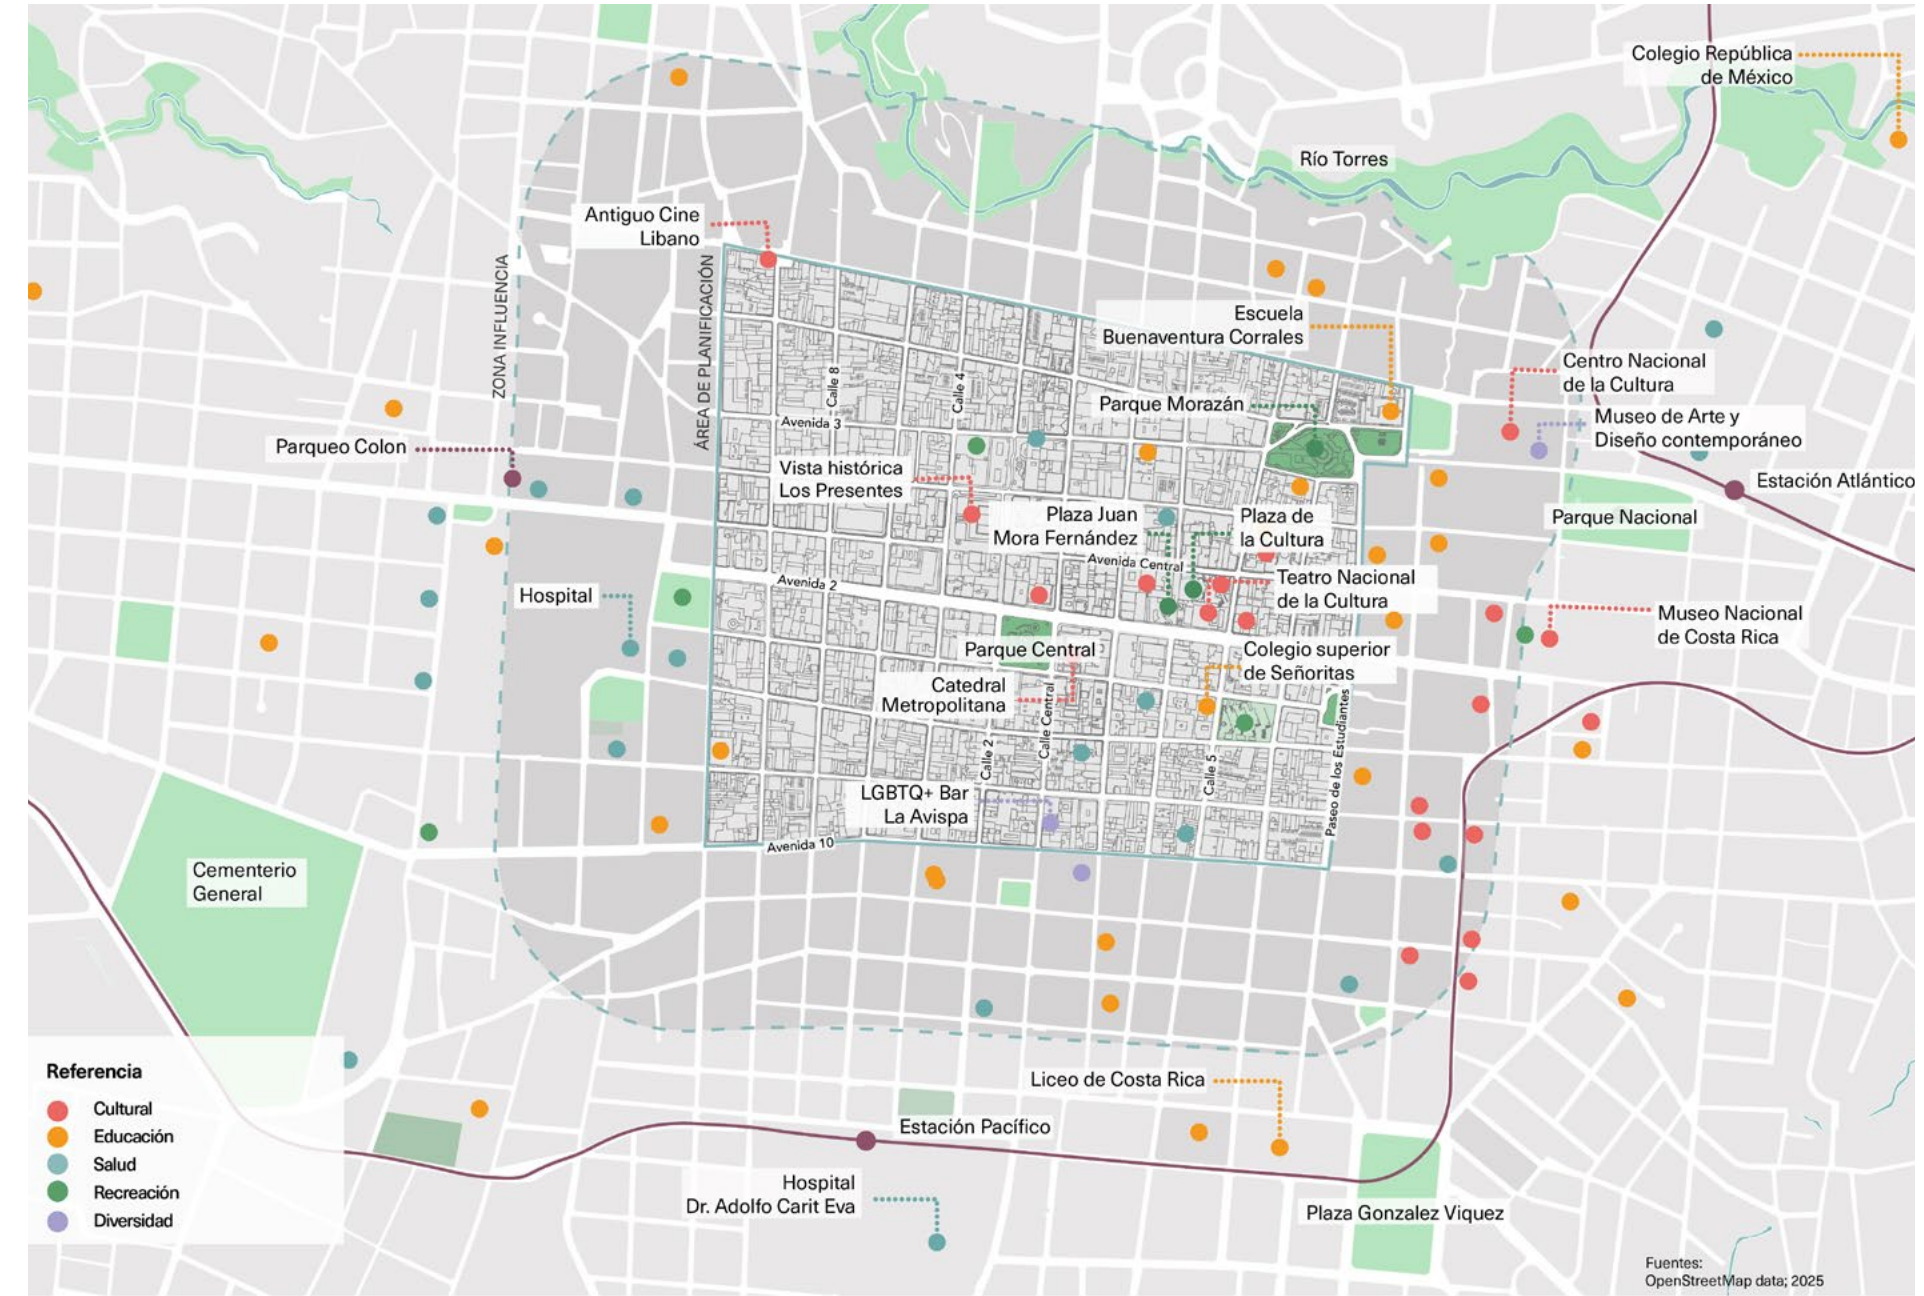 Colegio República
de México
Río Torres
Antiguo Cine
Libano
ZONA INFLUENCIA
ÁREA DE PLANIFICACIÓN
Escuela
Buenaventura Corrales
Centro Nacional
de la Cultura
Calle 8
Calle 4
Parque Morazán
Museo de Arte y
Diseño contemporáneo
Avenida 3
Parqueo Colon
Vista histórica
Los Presentes
Estación Atlántico
Plaza Juan
Mora Fernández
Plaza de
la Cultura
Parque Nacional
Avenida Central
Avenida 2
Teatro Nacional
de la Cultura
Hospital
Museo Nacional
de Costa Rica
Parque Central
Colegio superior
de Señoritas
Catedral
Metropolitana
Calle Central
Calle 2
Calle 5
Paseo de los Estudiantes
LGBTQ+ Bar
La Avispa
Avenida 10
Cementerio
General
Referencia
Cultural
Educación
Salud
Recreación
Diversidad
Liceo de Costa Rica
Estación Pacífico
Hospital
Dr. Adolfo Carit Eva
Plaza Gonzalez Viquez
Fuentes:
OpenStreetMap data; 2025